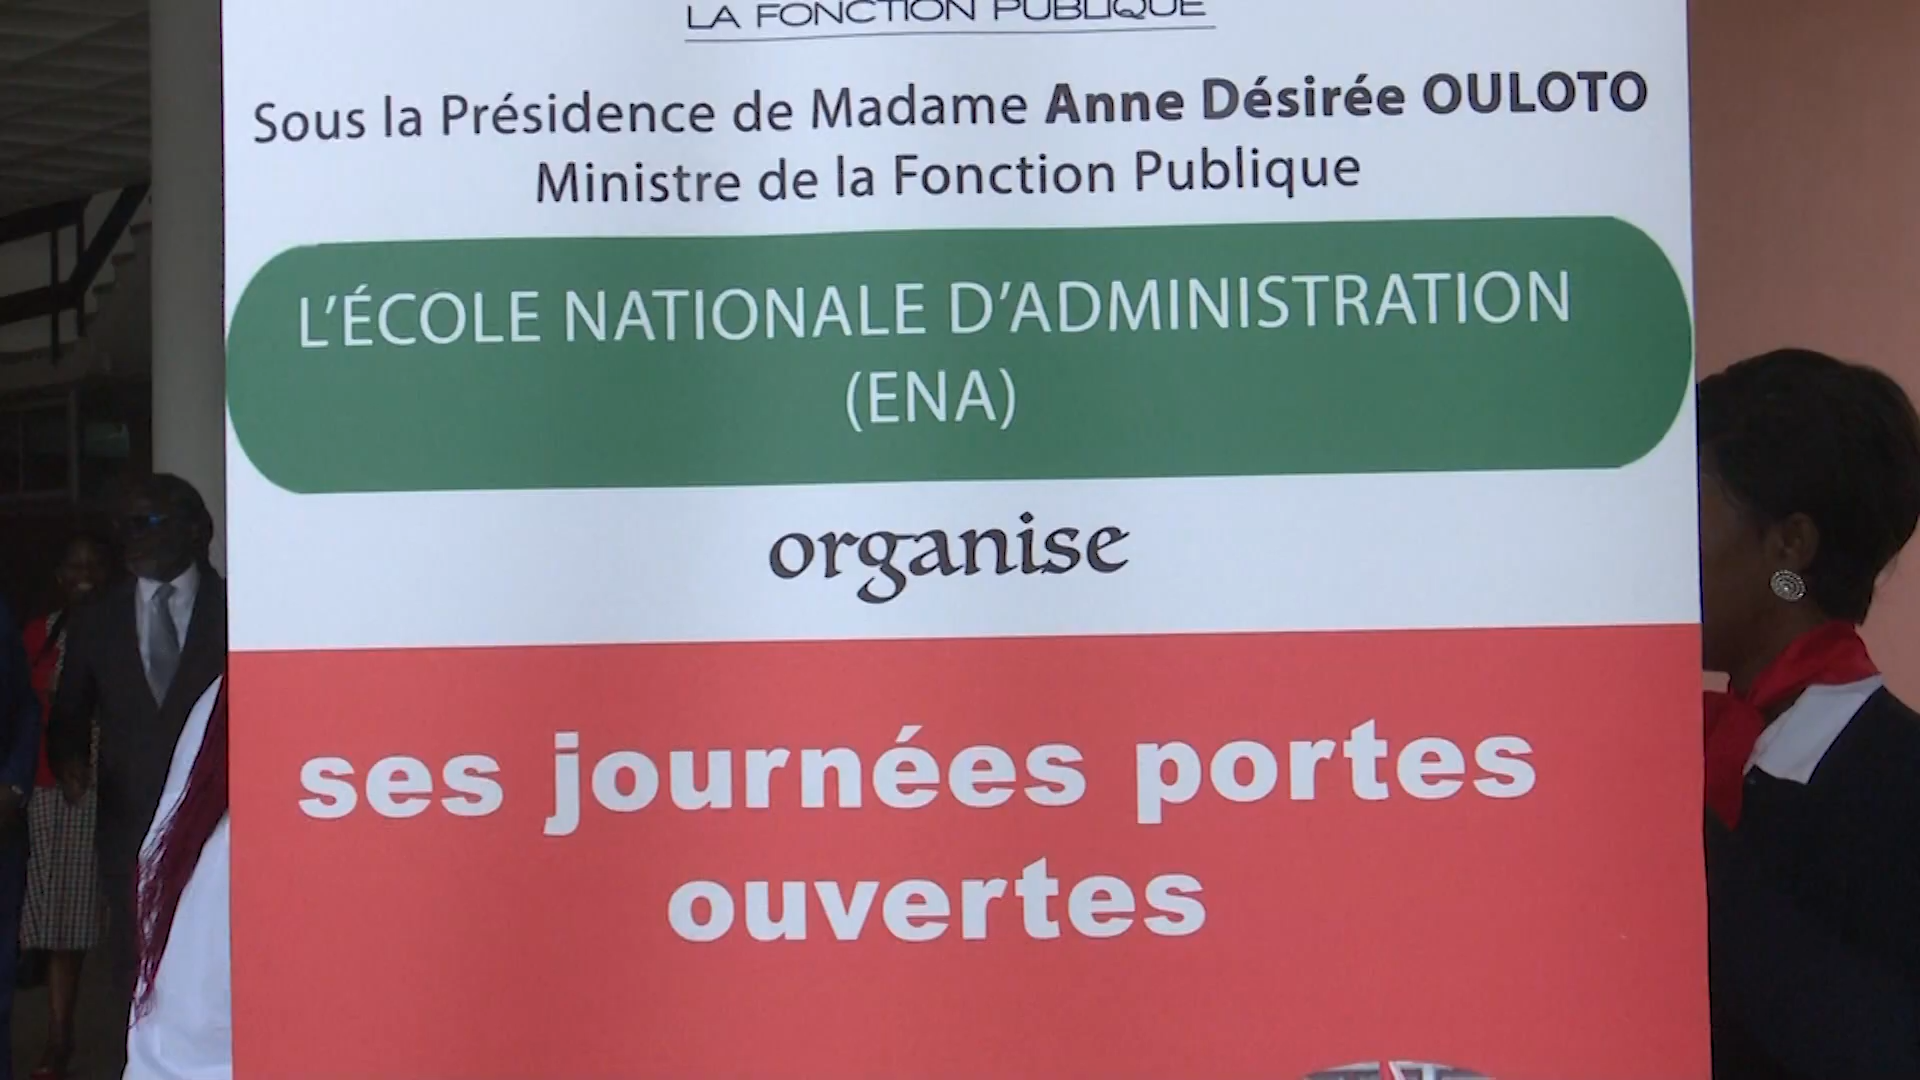 LA FONCTION PUBLIQUE
Sous la Présidence de Madame Anne Désirée OULOTO
Ministre de la Fonction Publique
L'ÉCOLE NATIONALE D'ADMINISTRATION
(ENA)
organise
ses journées portes
ouvertes